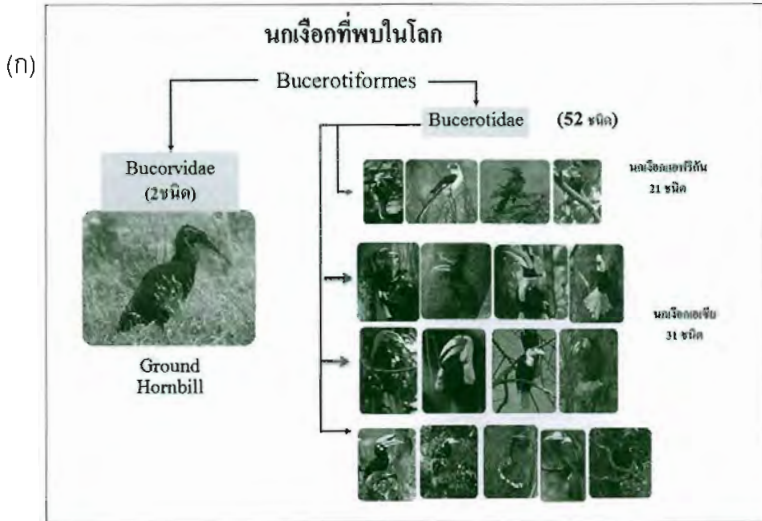 (ก)
นกเงือกที่พบในโลก
Bucerotiformes
Bucerotidae (52 ชนิด)
Bucorvidae
(2ชนิด)
นกเงือกแอฟริกัน
21 ชนิด
นกเงือกเอเชีย
31 ชนิด
Ground
Hornbill